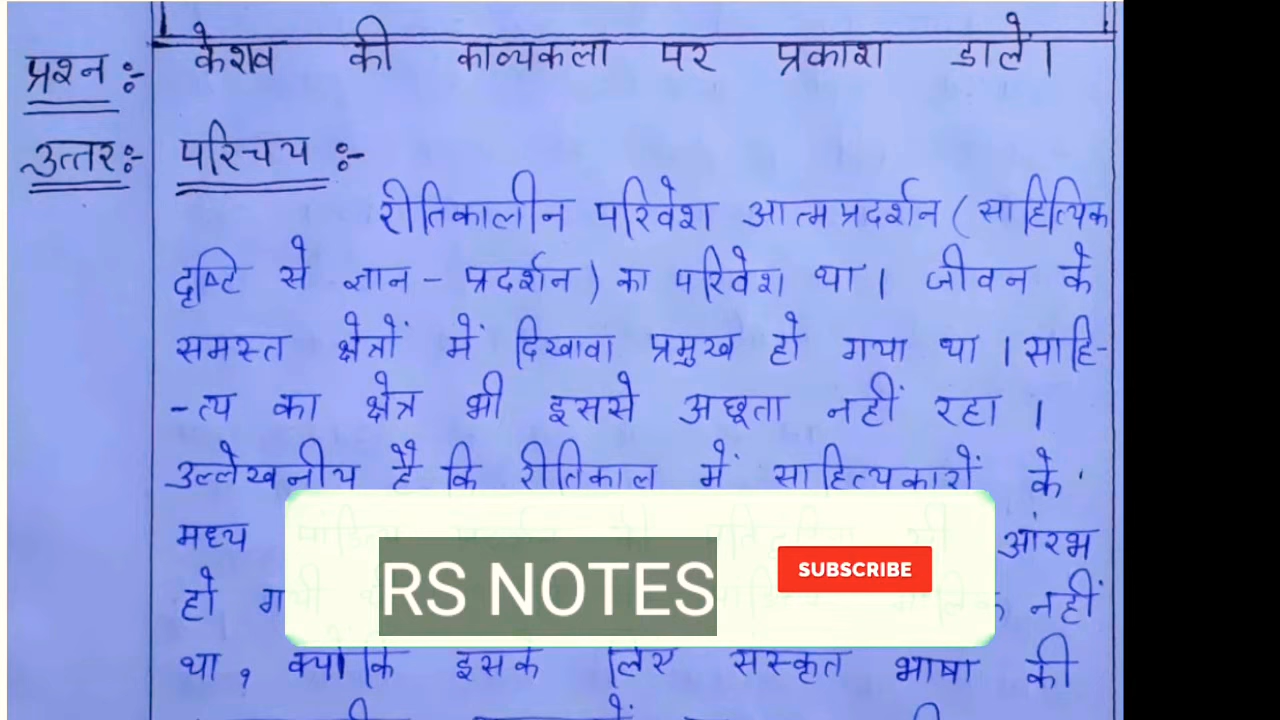 प्रश्न :- केशव की काव्यकला पर प्रकाश डालें।
उत्तर:- परिचय :-
रीतिकालीन परिवेश आत्मप्रदर्शन (साहित्यिक
दृष्टि से ज्ञान - प्रदर्शन) का परिवेश था। जीवन के
समस्त क्षेत्रों में दिखावा प्रमुख हो गया था। साहि-
-त्य का क्षेत्र भी इससे अछूता नहीं रहा।
उल्लेखनीय है कि रीतिकाल में साहित्यकारों के
मध्य आंरभ
हो नहीं
था, क्योंकि इसके लिए संस्कृत भाषा की
RS NOTES
SUBSCRIBE